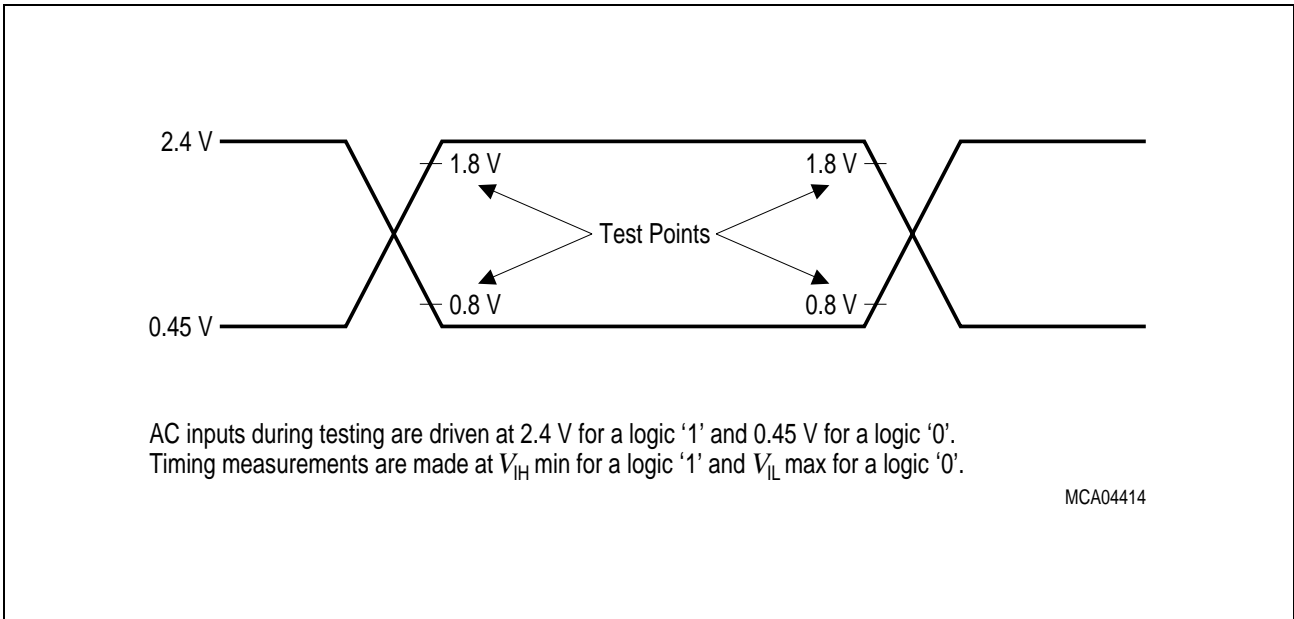 2.4 V
1.8 V
1.8 V
Test Points
0.8 V
0.8 V
0.45 V
AC inputs during testing are driven at 2.4 V for a logic ‘1’ and 0.45 V for a logic ‘0’.
Timing measurements are made at VIH min for a logic ‘1’ and VIL max for a logic ‘0’.
MCA04414